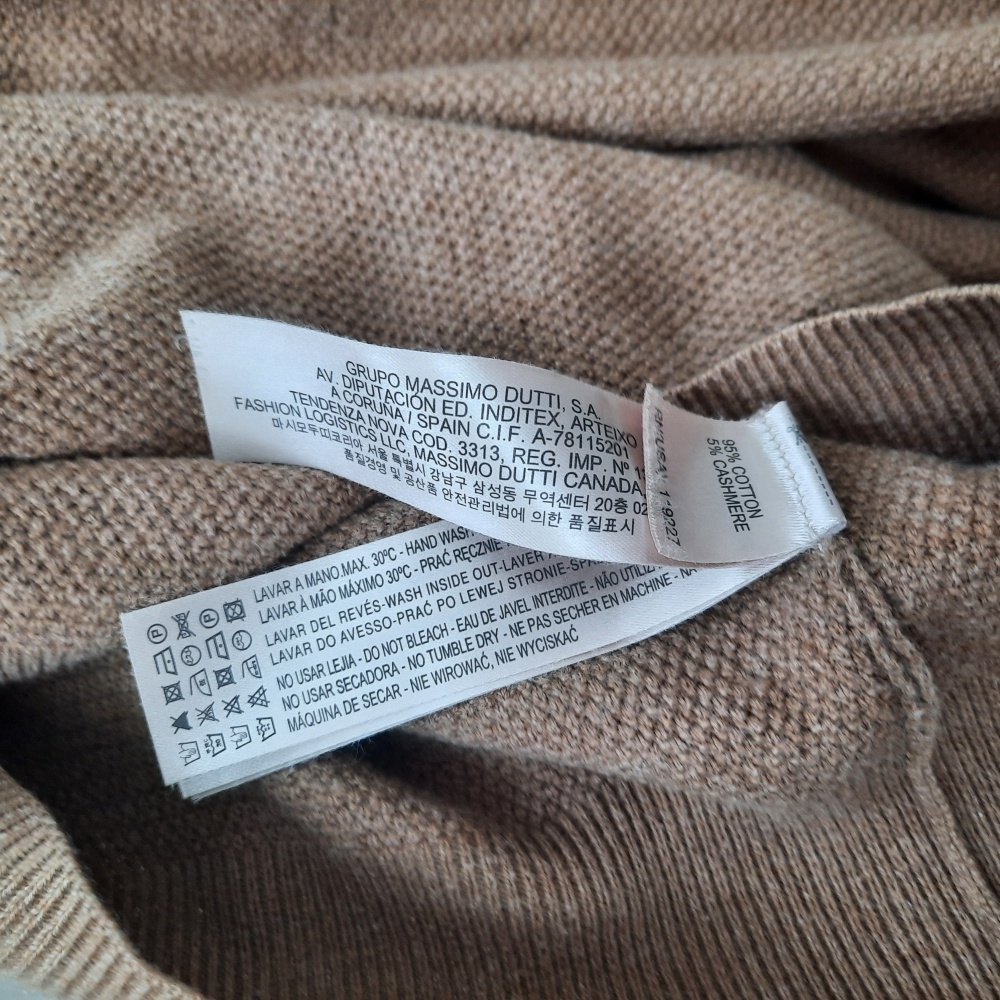 GRUPO MASSIMO DUTTI, S.A.
AV. DIPUTACIÓN ED. INDITEX, ARTEIXO
A CORUÑA / SPAIN C.I.F. A-78115201
TENDENZA NOVA COD. 3313, REG. IMP. Nº
FASHION LOGISTICS LLC, MASSIMO DUTTI CANADA,
마시모두띠코리아 서울 특별시 강남구 삼성동 무역센터 20층 02
품질경영 및 공산품 안전관리법에 의한 품질표시
95% COTTON
5% CASHMERE
LAVAR A MANO.MAX. 30ºC - HAND WASH
LAVAR À MÃO MÁXIMO 30ºC - PRAĆ RĘCZNIE
LAVAR DEL REVÉS-WASH INSIDE OUT-LAVER
LAVAR DO AVESSO-PRAĆ PO LEWEJ STRONIE
NO USAR LEJIA - DO NOT BLEACH - EAU DE JAVEL INTERDITE - NÃO
NO USAR SECADORA - NO TUMBLE DRY - NE PAS SECHER EN MACHINE
MÁQUINA DE SECAR - NIE WIROWAĆ, NIE WYCISKAĆ